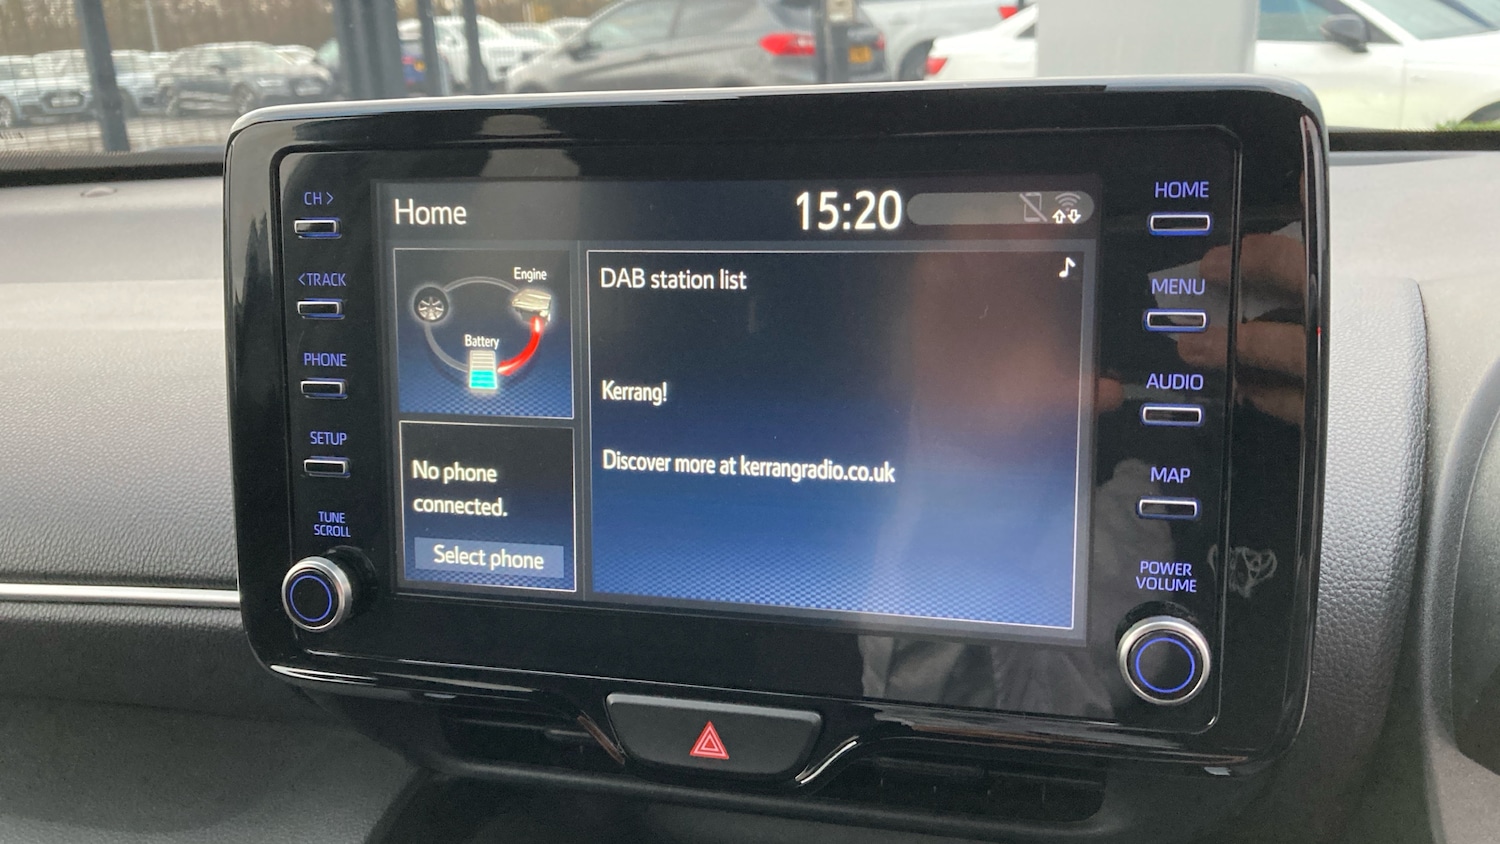 CH >
<TRACK
PHONE
SETUP
TUNE
SCROLL
Home
15:20
Engine
Battery
No phone
connected.
Select phone
DAB station list
Kerrang!
Discover more at kerrangradio.co.uk
HOME
MENU
AUDIO
MAP
POWER
VOLUME